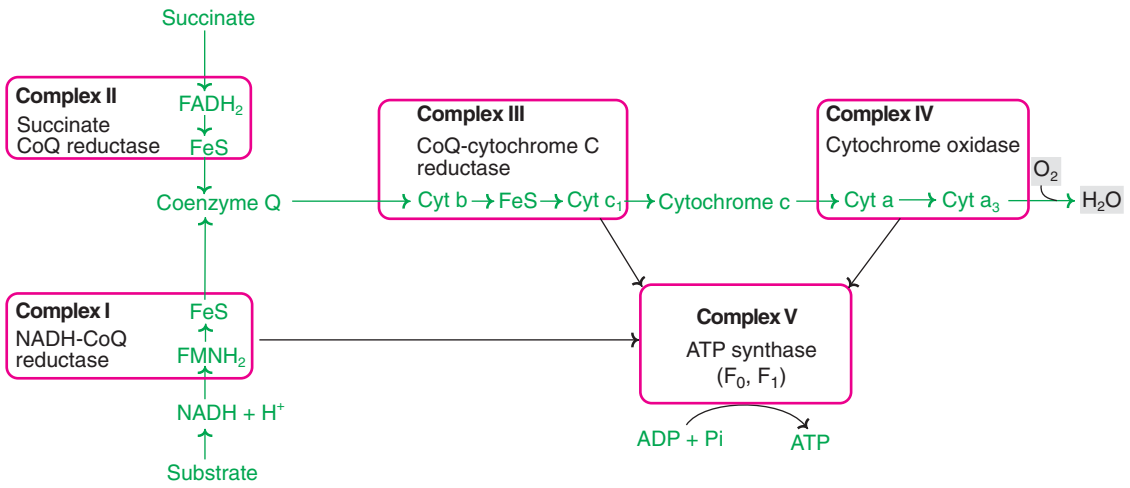 Succinate
Complex II
Succinate
CoQ reductase
FADH₂
FeS
Coenzyme Q
Complex III
CoQ-cytochrome C
reductase
Cyt b
FeS
Cyt c₁
Cytochrome c
Complex IV
Cytochrome oxidase
Cyt a
Cyt a₃
O₂
H₂O
Complex I
NADH-CoQ
reductase
FeS
FMNH₂
NADH + H⁺
Substrate
Complex V
ATP synthase
(F₀, F₁)
ADP + Pi
ATP